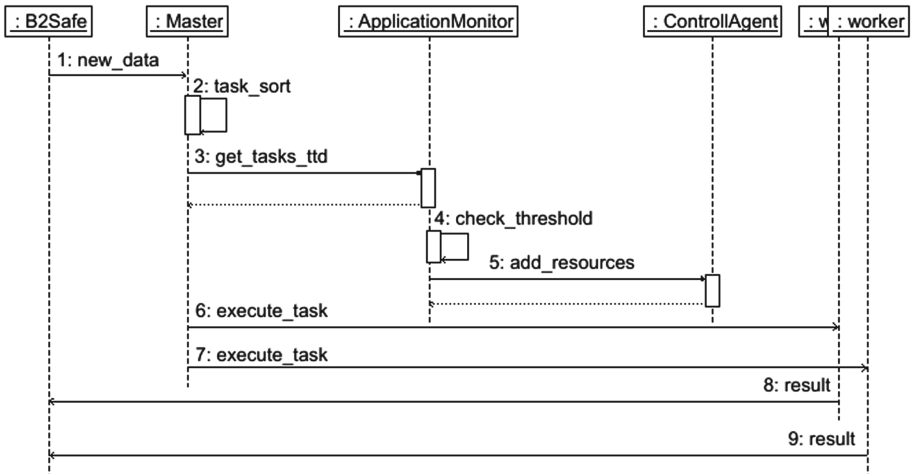 : B2Safe
: Master
: ApplicationMonitor
: ControllAgent
: w
: worker
1: new_data
2: task_sort
3: get_tasks_ttd
4: check_threshold
5: add_resources
6: execute_task
7: execute_task
8: result
9: result